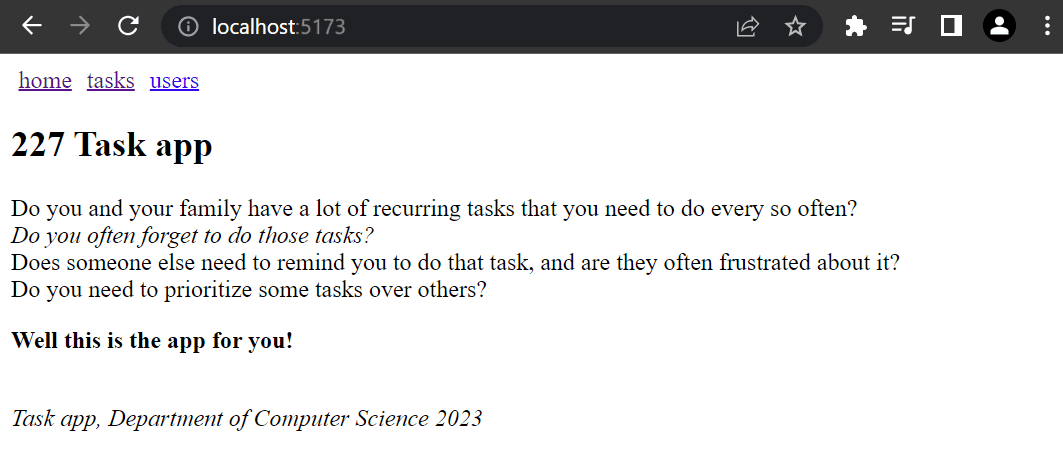 localhost:5173
home tasks users
227 Task app
Do you and your family have a lot of recurring tasks that you need to do every so often?
Do you often forget to do those tasks?
Does someone else need to remind you to do that task, and are they often frustrated about it?
Do you need to prioritize some tasks over others?
Well this is the app for you!
Task app, Department of Computer Science 2023